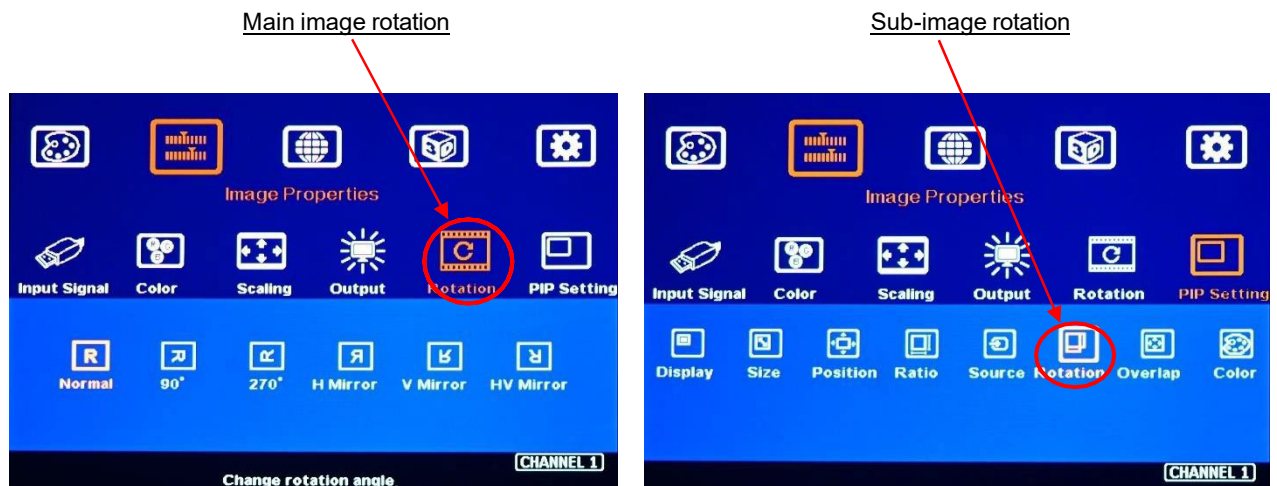 Main image rotation
Sub-image rotation
Image Properties
Input Signal Color Scaling Output Rotation PIP Setting
R R R R R R
Normal 90° 270° H Mirror V Mirror HV Mirror
CHANNEL 1
Change rotation angle
3D
Image Properties
Input Signal Color Scaling Output Rotation PIP Setting
Display Size Position Ratio Source Rotation Overlap Color
CHANNEL 1